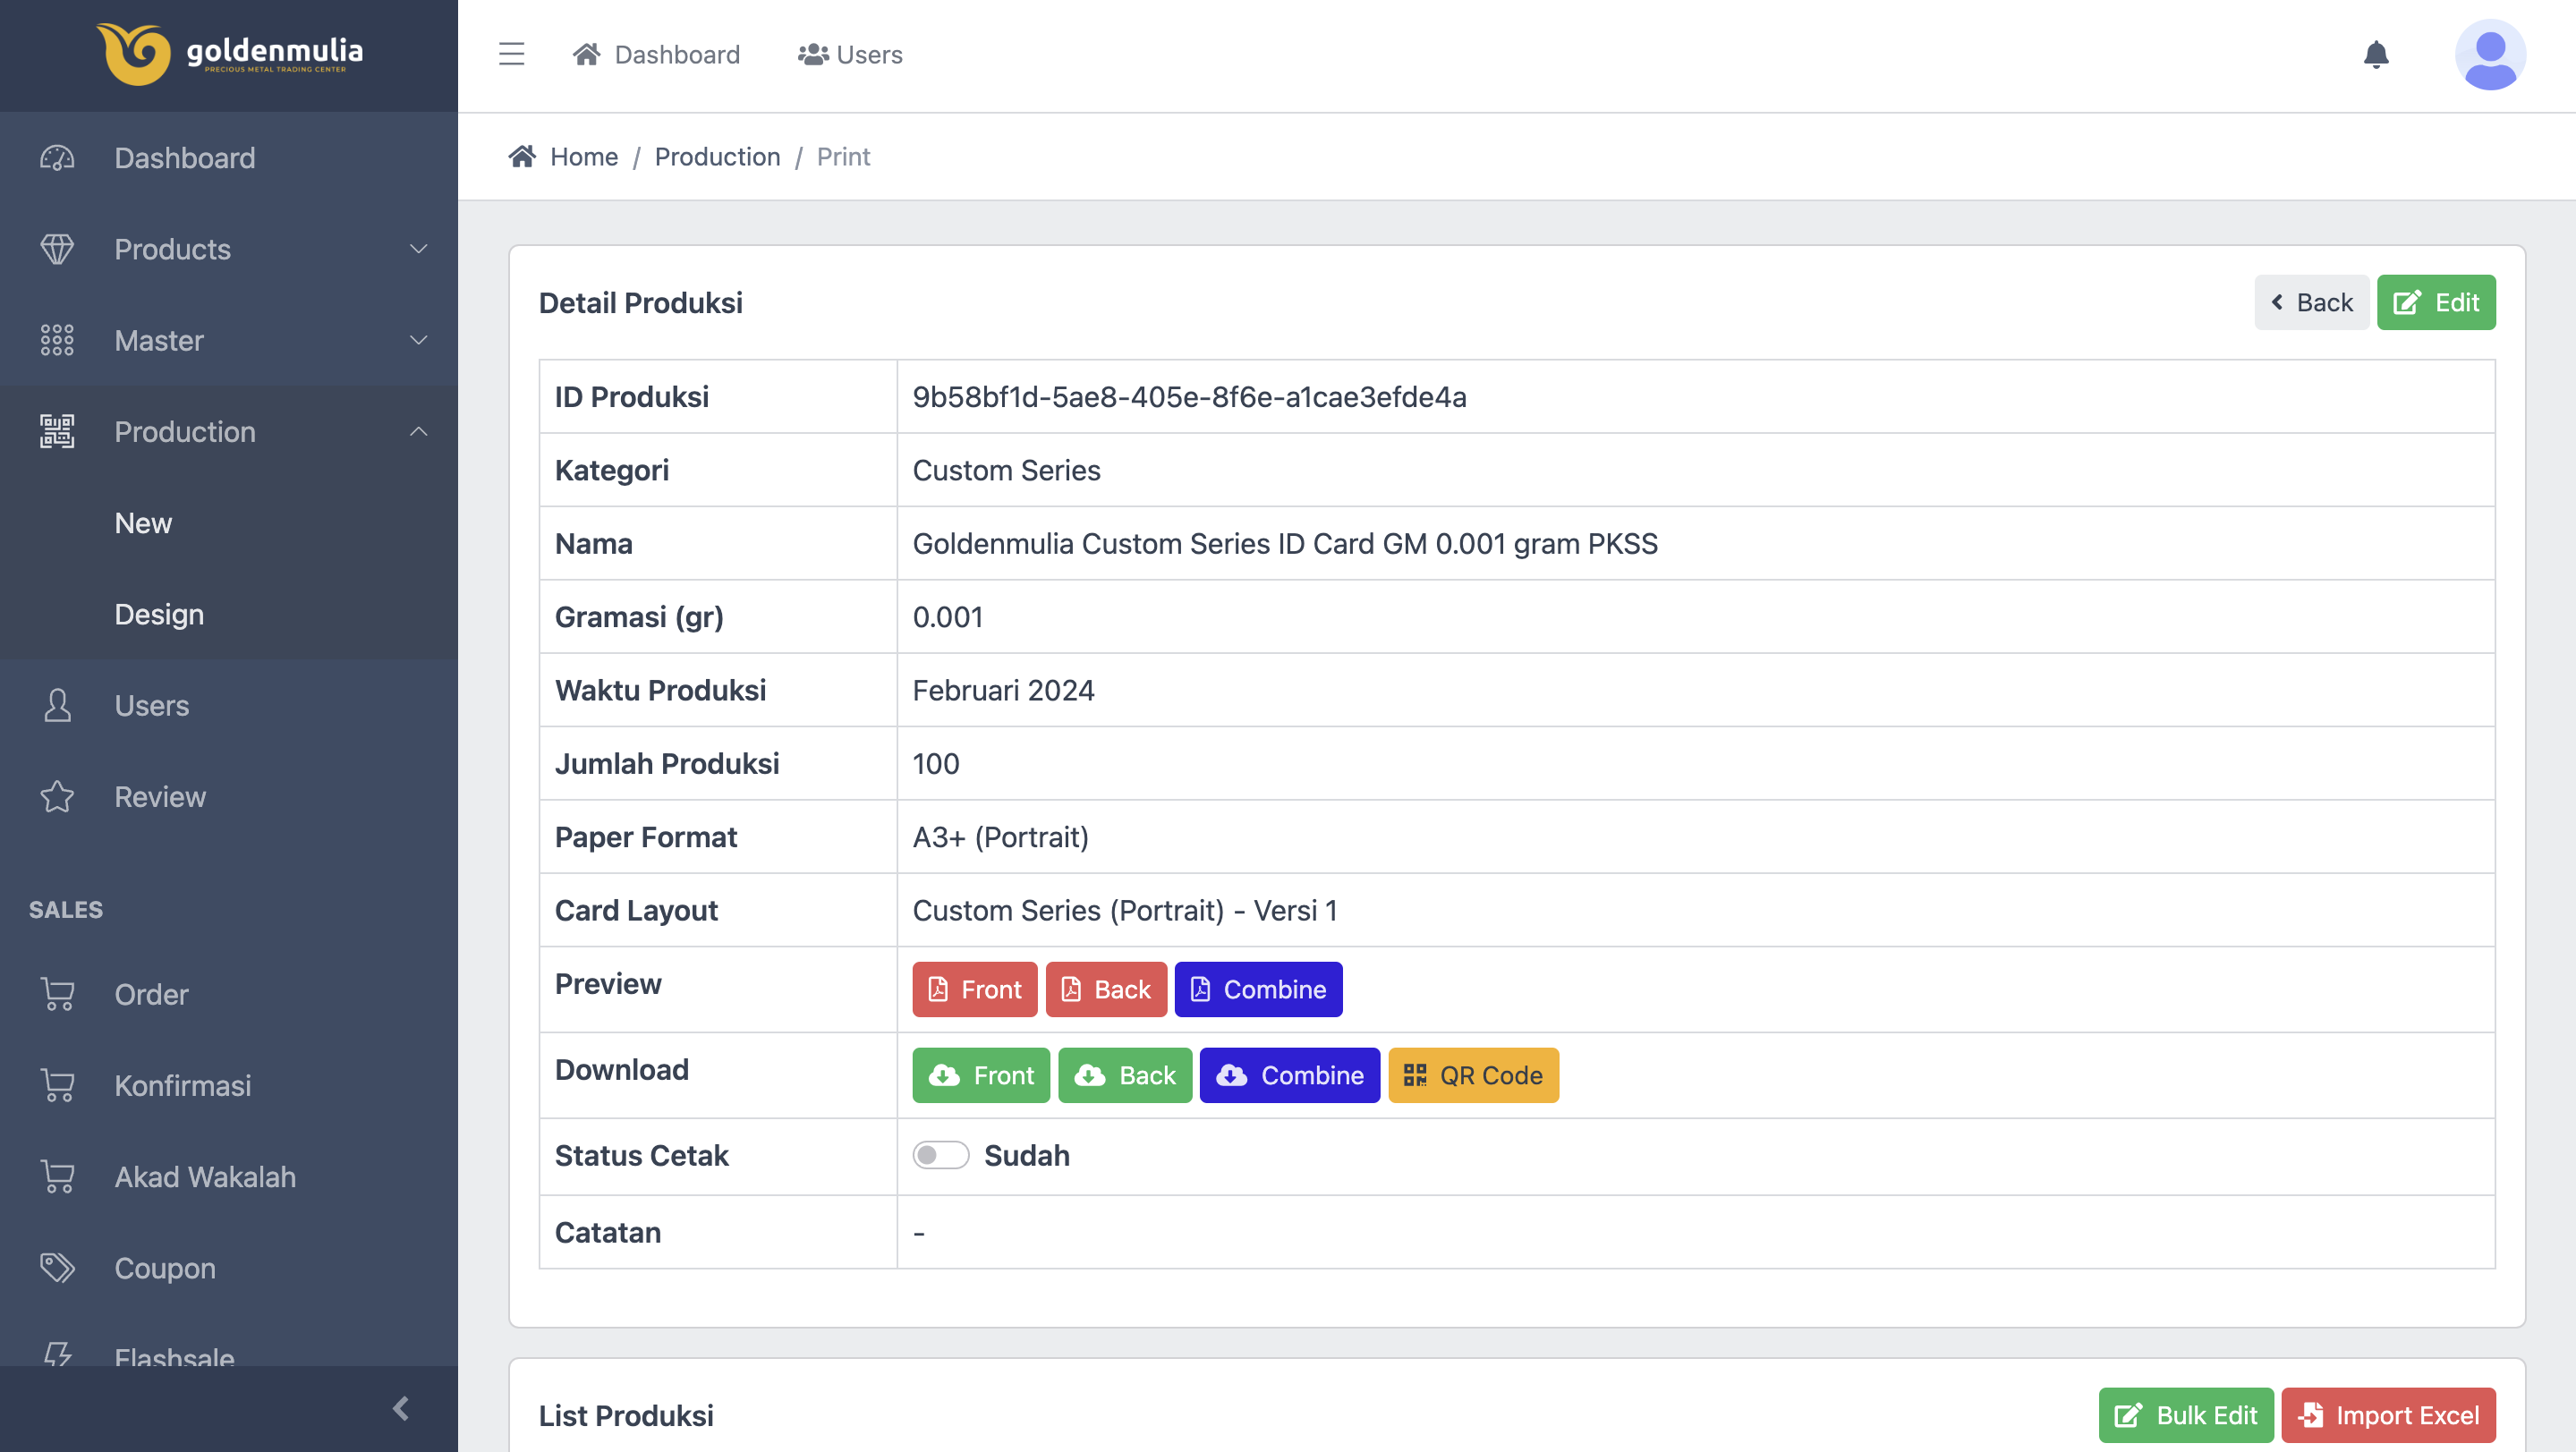 goldenmulia
PRECIOUS METAL TRADING CENTER
Dashboard
Products
Master
Production
New
Design
Users
Review
SALES
Order
Konfirmasi
Akad Wakalah
Coupon
Flashsale
Dashboard Users
Home / Production / Print
Detail Produksi
Back Edit
ID Produksi 9b58bf1d-5ae8-405e-8f6e-a1cae3efde4a
Kategori Custom Series
Nama Goldenmulia Custom Series ID Card GM 0.001 gram PKSS
Gramasi (gr) 0.001
Waktu Produksi Februari 2024
Jumlah Produksi 100
Paper Format A3+ (Portrait)
Card Layout Custom Series (Portrait) - Versi 1
Preview Front Back Combine
Download Front Back Combine QR Code
Status Cetak Sudah
Catatan -
List Produksi
Bulk Edit Import Excel